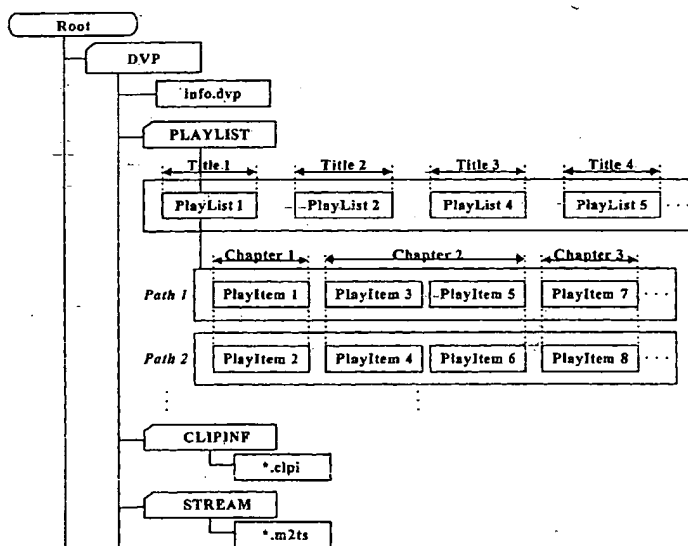 Root
DVP
info.dvp
PLAYLIST
Title 1 Title 2 Title 3 Title 4
PlayList 1 PlayList 2 PlayList 4 PlayList 5 . . .
Chapter 1 Chapter 2 Chapter 3
Path 1 PlayItem 1 PlayItem 3 PlayItem 5 PlayItem 7 . . .
Path 2 PlayItem 2 PlayItem 4 PlayItem 6 PlayItem 8 . . .
CLIPINF
*.clpi
STREAM
*.m2ts